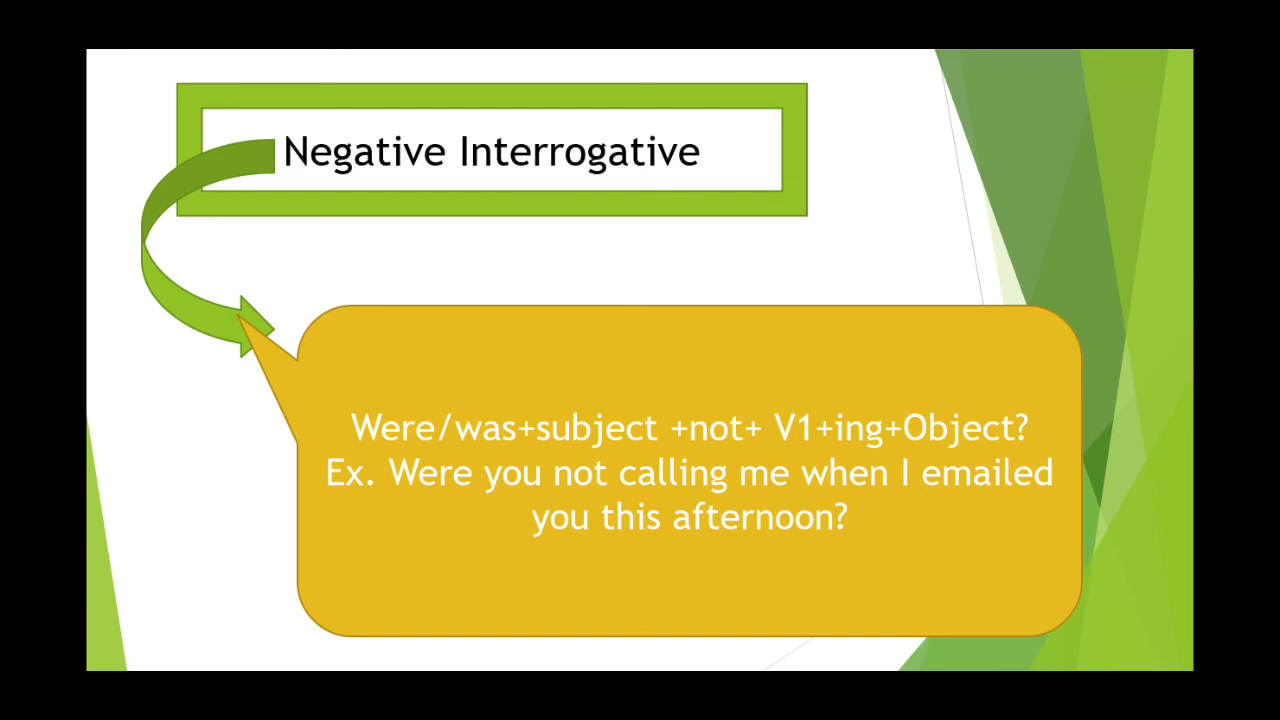 Negative Interrogative
Were/was+subject +not+ V1+ing+Object?
Ex. Were you not calling me when I emailed
you this afternoon?